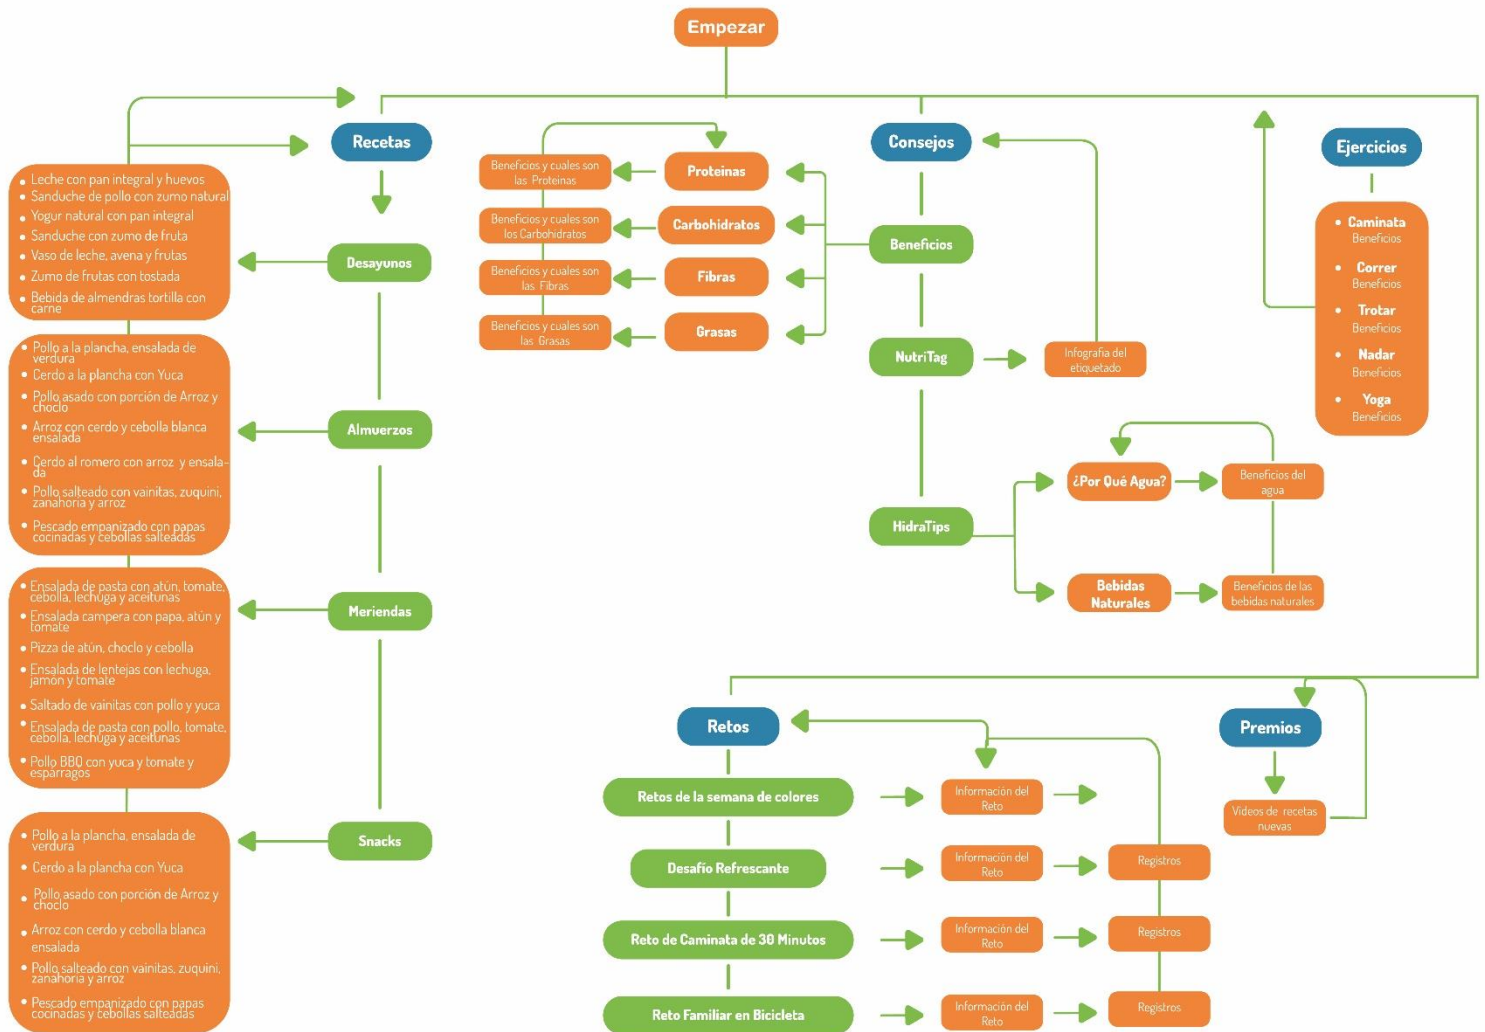 Empezar
Recetas
Leche con pan integral y huevos
Sanduche de pollo con zumo natural
Yogur natural con pan integral
Sanduche con zumo de fruta
Vaso de leche, avena y frutas
Zumo de frutas con tostada
Bebida de almendras tortilla con
carne
Desayunos
Pollo a la plancha, ensalada de
verdura
Cerdo a la plancha con Yuca
Pollo asado con porción de Arroz y
choclo
Arroz con cerdo y cebolla blanca
ensalada
Cerdo al romero con arroz y ensala-
da
Pollo salteado con vainitas, zuquini,
zanahoria y arroz
Pescado empanizado con papas
cocinadas y cebollas salteadas
Almuerzos
Ensalada de pasta con atún, tomate,
cebolla, lechuga y aceitunas
Ensalada campera con papa, atún y
tomate
Pizza de atún, choclo y cebolla
Ensalada de lentejas con lechuga,
jamón y tomate
Saltado de vainitas con pollo y yuca
Ensalada de pasta con pollo, tomate,
cebolla, lechuga y aceitunas
Pollo BBQ con yuca y tomate y
espárragos
Meriendas
Pollo a la plancha, ensalada de
verdura
Cerdo a la plancha con Yuca
Pollo asado con porción de Arroz y
choclo
Arroz con cerdo y cebolla blanca
ensalada
Pollo salteado con vainitas, zuquini,
zanahoria y arroz
Pescado empanizado con papas
cocinadas y cebollas salteadas
Snacks
Consejos
Beneficios
Proteinas
Beneficios y cuales son
las Proteinas
Carbohidratos
Beneficios y cuales son
los Carbohidratos
Fibras
Beneficios y cuales son
las Fibras
Grasas
Beneficios y cuales son
las Grasas
NutriTag
Infografia del
etiquetado
HidraTips
¿Por Qué Agua?
Beneficios del
agua
Bebidas
Naturales
Beneficios de las
bebidas naturales
Ejercicios
Caminata
Beneficios
Correr
Beneficios
Trotar
Beneficios
Nadar
Beneficios
Yoga
Beneficios
Retos
Retos de la semana de colores
Información del
Reto
Desafío Refrescante
Información del
Reto
Registros
Reto de Caminata de 30 Minutos
Información del
Reto
Registros
Reto Familiar en Bicicleta
Información del
Reto
Registros
Premios
Videos de recetas
nuevas